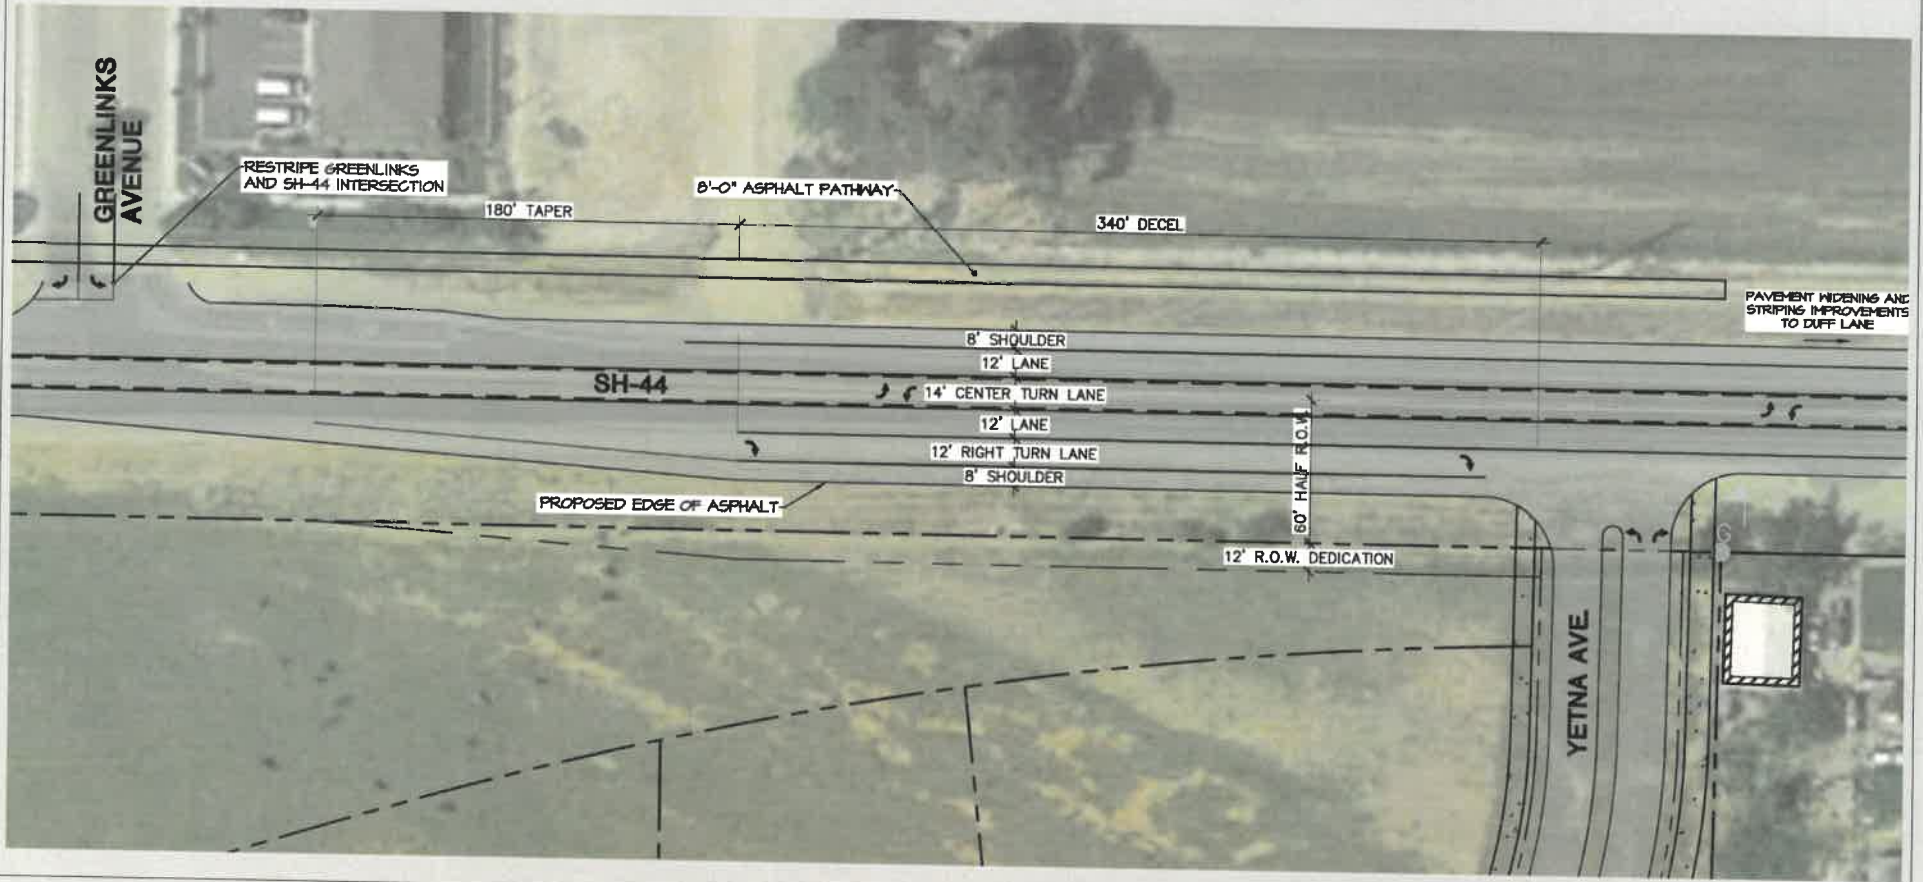 GREENLINKS
AVENUE
RESTRIPE GREENLINKS
AND SH-44 INTERSECTION
180' TAPER
8'-0" ASPHALT PATHWAY
340' DECEL
PAVEMENT WIDENING AND
STRIPING IMPROVEMENTS
TO DUFF LANE
8' SHOULDER
12' LANE
SH-44
14' CENTER TURN LANE
12' LANE
12' RIGHT TURN LANE
8' SHOULDER
60' HALF R.O.W.
PROPOSED EDGE OF ASPHALT
12' R.O.W. DEDICATION
YETNA AVE.